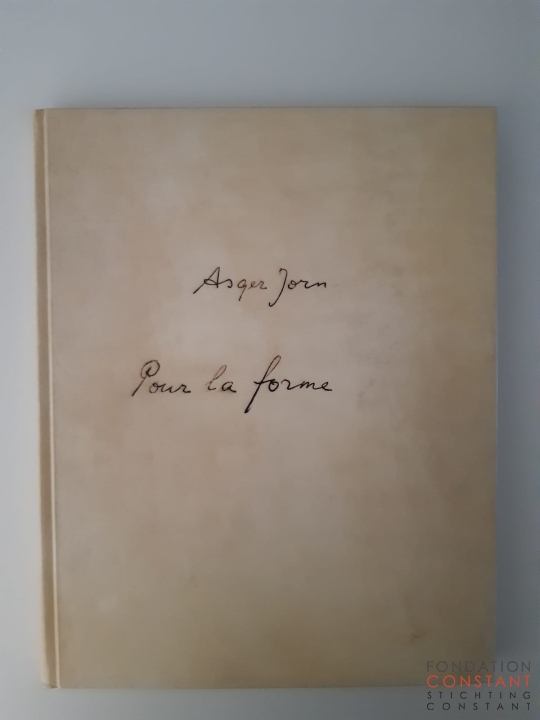 Asger Jorn
Pour la forme
FONDATION
CONSTANT
STICHTING
CONSTANT